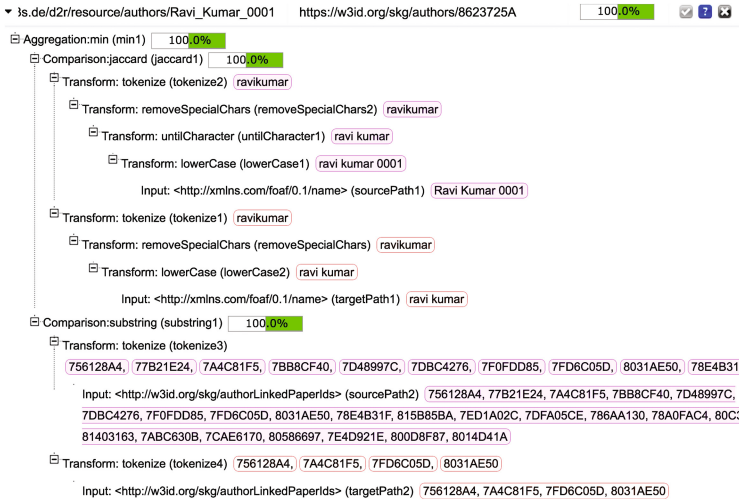 3s.de/d2r/resource/authors/Ravi_Kumar_0001 https://w3id.org/skg/authors/8623725A 100.0%
Aggregation:min (min1) 100.0%
Comparison:jaccard (jaccard1) 100.0%
Transform: tokenize (tokenize2) ravikumar
Transform: removeSpecialChars (removeSpecialChars2) ravikumar
Transform: untilCharacter (untilCharacter1) ravi kumar
Transform: lowerCase (lowerCase1) ravi kumar 0001
Input: <http://xmlns.com/foaf/0.1/name> (sourcePath1) Ravi Kumar 0001
Transform: tokenize (tokenize1) ravikumar
Transform: removeSpecialChars (removeSpecialChars) ravikumar
Transform: lowerCase (lowerCase2) ravi kumar
Input: <http://xmlns.com/foaf/0.1/name> (targetPath1) ravi kumar
Comparison:substring (substring1) 100.0%
Transform: tokenize (tokenize3)
756128A4, 77B21E24, 7A4C81F5, 7BB8CF40, 7D48997C, 7DBC4276, 7F0FDD85, 7FD6C05D, 8031AE50, 78E4B31
Input: <http://w3id.org/skg/authorLinkedPaperIds> (sourcePath2) 756128A4, 77B21E24, 7A4C81F5, 7BB8CF40, 7D48997C,
7DBC4276, 7F0FDD85, 7FD6C05D, 8031AE50, 78E4B31F, 815B85BA, 7ED1A02C, 7DFA05CE, 786AA130, 78A0FAC4, 80C3
81403163, 7ABC630B, 7CAE6170, 80586697, 7E4D921E, 800D8F87, 8014D41A
Transform: tokenize (tokenize4) 756128A4, 7A4C81F5, 7FD6C05D, 8031AE50
Input: <http://w3id.org/skg/authorLinkedPaperIds> (targetPath2) 756128A4, 7A4C81F5, 7FD6C05D, 8031AE50